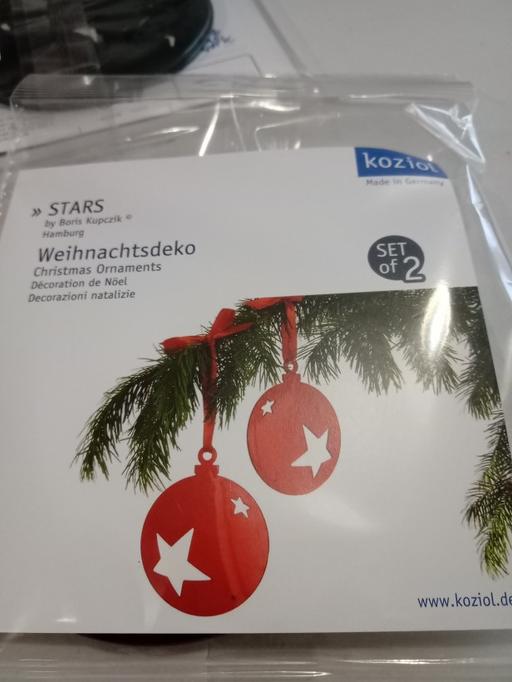 koziol
Made in Germany
» STARS
by Boris Kupczik ©
Hamburg
Weihnachtsdeko
Christmas Ornaments
Décoration de Nöel
Decorazioni natalizie
SET
of 2
www.koziol.de